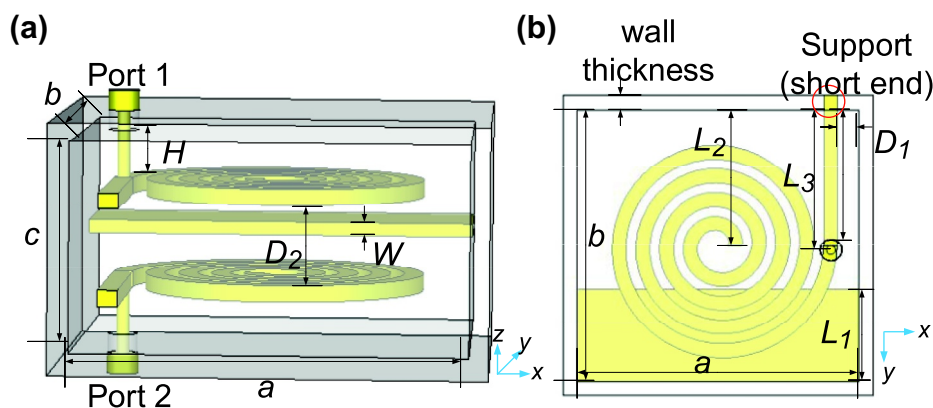 (a)
Port 1
b
H
c
D2
W
z
y
x
a
Port 2
(b)
wall
thickness
Support
(short end)
L2
D1
L3
b
L1
a
x
y